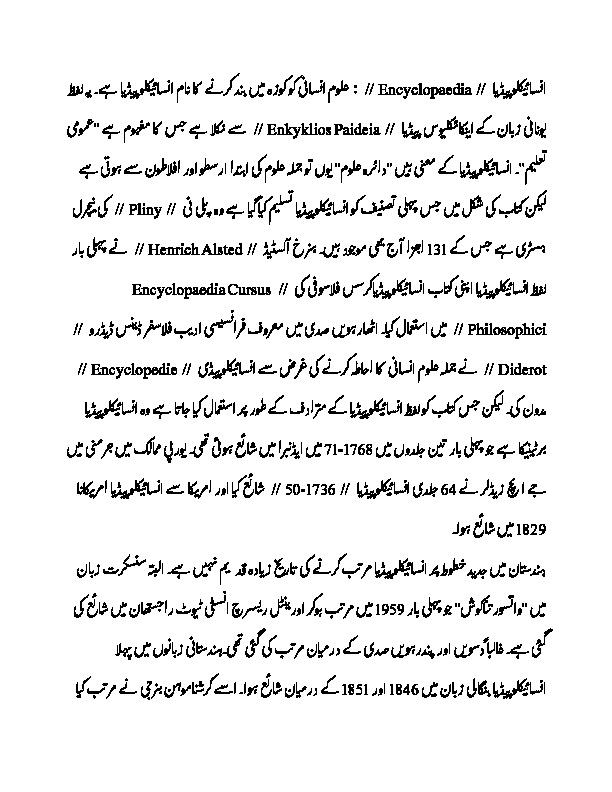 انسائیکلوپیڈیا // Encyclopaedia // : علوم انسانی کو کوزہ میں بند کرنے کا نام انسائیکلوپیڈیا ہے۔ یہ لفظ
یونانی زبان کے اینکائکلیوس پیڈیا // Enkyklios Paideia // سے نکلا ہے جس کا مفہوم ہے "عمومی
تعلیم"۔ انسائیکلوپیڈیا کے معنی ہیں "دائرہ علوم" یوں تو جملہ علوم کی ابتدا ارسطو اور افلاطون سے ہوتی ہے
لیکن کتاب کی شکل میں جس پہلی تصنیف کو انسائیکلوپیڈیا تسلیم کیا گیا ہے وہ پلی نی // Pliny // کی نیچرل
ہسٹری ہے جس کے 131 اجزا آج بھی موجود ہیں۔ ہنرخ آلسٹیڈ // Henrich Alsted // نے پہلی بار
لفظ انسائیکلوپیڈیا اپنی کتاب انسائیکلوپیڈیا کرسس فلاسوفی کی // Encyclopaedia Cursus
Philosophici // میں استعمال کیا۔ اٹھارہویں صدی میں معروف فرانسیسی ادیب فلاسفر ڈینس ڈیڈرو //
Diderot // نے جملہ علوم انسانی کا احاطہ کرنے کی غرض سے انسائیکلوپیڈی // Encyclopedie //
مدون کی۔ لیکن جس کتاب کو لفظ انسائیکلوپیڈیا کے مترادف کے طور پر استعمال کیا جاتا ہے وہ انسائیکلوپیڈیا
برٹینیکا ہے جو پہلی بار تین جلدوں میں 1768-71 میں ایڈنبرا میں شائع ہوئی تھی۔ یورپی ممالک میں جرمنی میں
جے ایچ زیڈلر نے 64 جلدی انسائیکلوپیڈیا // 1736-50 // شائع کیا اور امریکا سے انسائیکلوپیڈیا امریکانا
1829 میں شائع ہوا۔
ہندستان میں جدید خطوط پر انسائیکلوپیڈیا مرتب کرنے کی تاریخ زیادہ قد یم نہیں ہے۔ البتہ سنسکرت زبان
میں "واتسورتناکوش" جو پہلی بار 1959 میں مرتب ہوکر اورینٹل ریسرچ انسٹی ٹیوٹ راجستھان میں شائع کی
گئی ہے۔ غالباً دسویں اور پندرہویں صدی کے درمیان مرتب کی گئی تھی۔ ہندستانی زبانوں میں پہلا
انسائیکلوپیڈیا بنگالی زبان میں 1846 اور 1851 کے درمیان شائع ہوا۔ اسے کرشناموہن بنرجی نے مرتب کیا